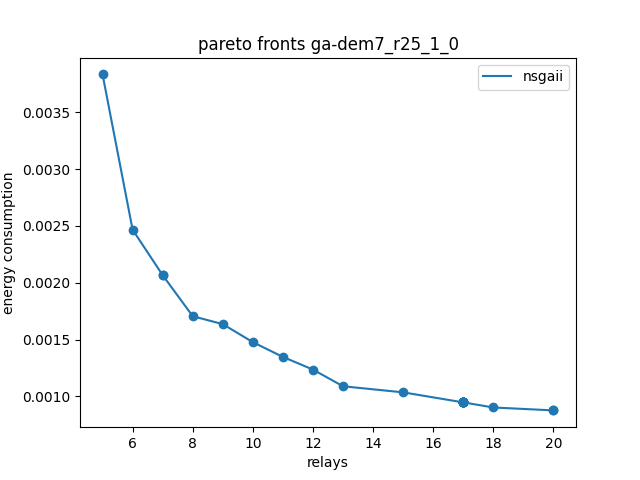 pareto fronts ga-dem7_r25_1_0
nsgaii
energy consumption
0.0035
0.0030
0.0025
0.0020
0.0015
0.0010
6 8 10 12 14 16 18 20
relays